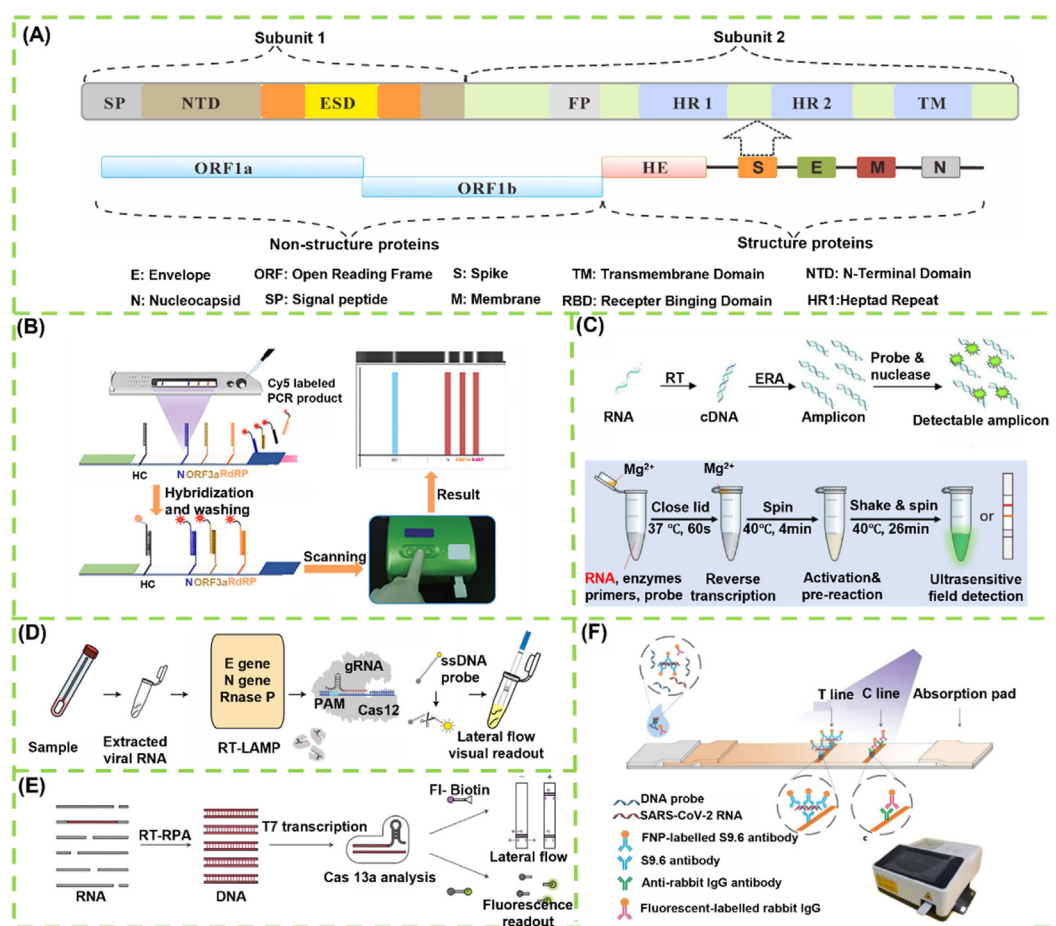 (A)
Subunit 1
Subunit 2
SP NTD ESD FP HR 1 HR 2 TM
ORF1a
ORF1b
HE
S E M N
Non-structure proteins
Structure proteins
E: Envelope ORF: Open Reading Frame S: Spike TM: Transmembrane Domain NTD: N-Terminal Domain
N: Nucleocapsid SP: Signal peptide M: Membrane RBD: Recepter Binging Domain HR1:Heptad Repeat
(B)
Cy5 labeled
PCR product
HC N ORF3a RdRP
Hybridization
and washing
HC N ORF3a RdRP
Scanning
Result
HC N ORF3a RdRP
(C)
RNA
RT
cDNA
ERA
Amplicon
Probe &
nuclease
Detectable amplicon
Mg2+
Mg2+
Close lid
37 ℃, 60s
Spin
40℃, 4min
Shake & spin
40℃, 26min
or
RNA, enzymes
primers, probe
Reverse
transcription
Activation&
pre-reaction
Ultrasensitive
field detection
(D)
Sample
Extracted
viral RNA
E gene
N gene
Rnase P
RT-LAMP
gRNA
PAM
Cas12
ssDNA
probe
Lateral flow
visual readout
(E)
RNA
RT-RPA
DNA
T7 transcription
Cas 13a analysis
FI- Biotin
− +
Lateral flow
Fluorescence
readout
(F)
T line
C line
Absorption pad
DNA probe
SARS-CoV-2 RNA
FNP-labelled S9.6 antibody
S9.6 antibody
Anti-rabbit IgG antibody
Fluorescent-labelled rabbit IgG
c